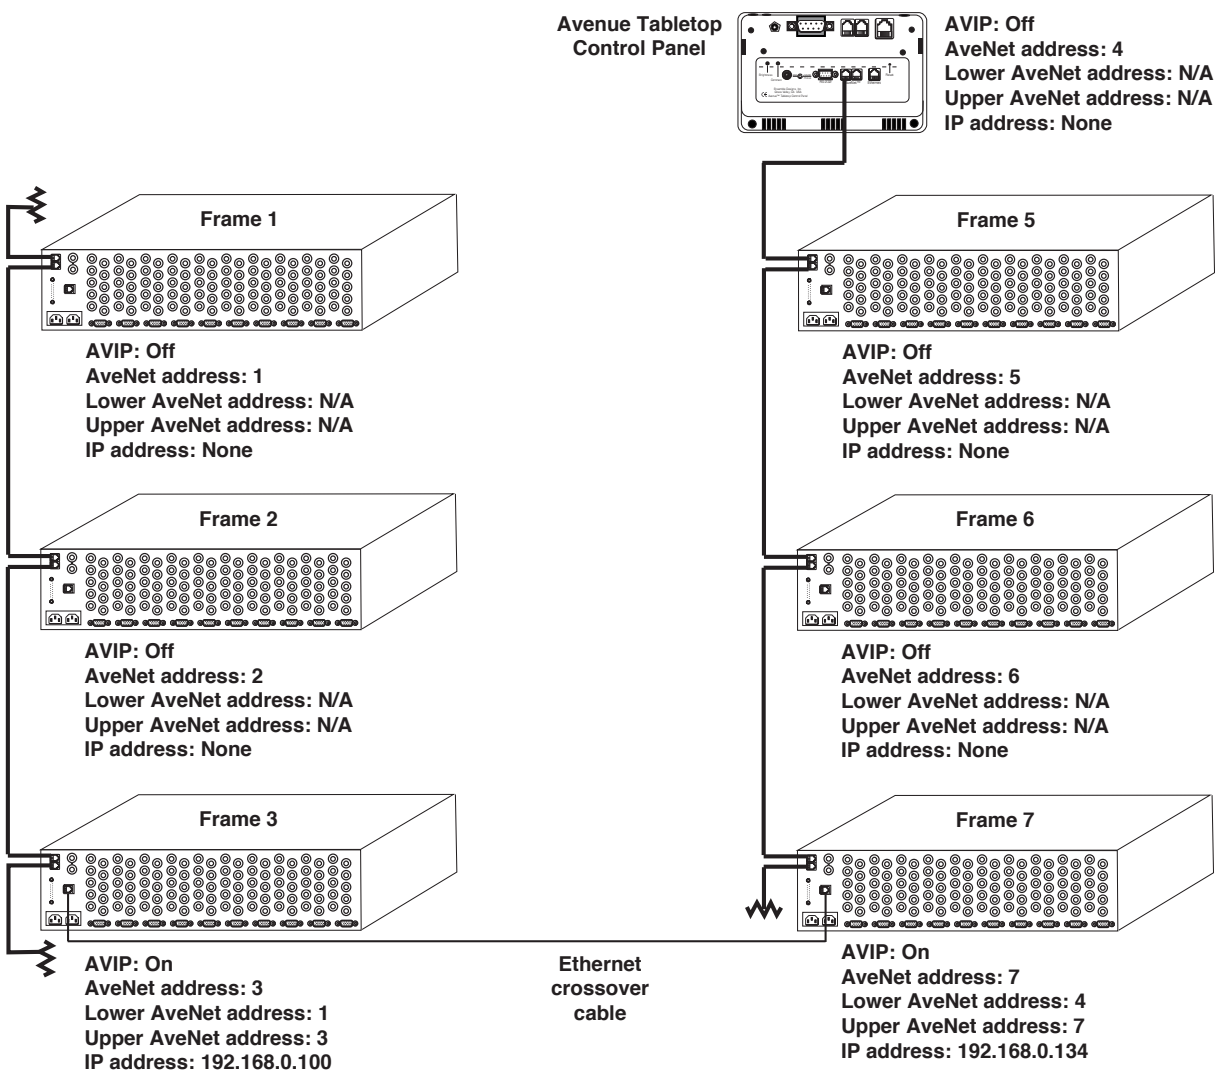 Avenue Tabletop
Control Panel
AVIP: Off
AveNet address: 4
Lower AveNet address: N/A
Upper AveNet address: N/A
IP address: None
Frame 1
AVIP: Off
AveNet address: 1
Lower AveNet address: N/A
Upper AveNet address: N/A
IP address: None
Frame 2
AVIP: Off
AveNet address: 2
Lower AveNet address: N/A
Upper AveNet address: N/A
IP address: None
Frame 3
AVIP: On
AveNet address: 3
Lower AveNet address: 1
Upper AveNet address: 3
IP address: 192.168.0.100
Ethernet
crossover
cable
Frame 5
AVIP: Off
AveNet address: 5
Lower AveNet address: N/A
Upper AveNet address: N/A
IP address: None
Frame 6
AVIP: Off
AveNet address: 6
Lower AveNet address: N/A
Upper AveNet address: N/A
IP address: None
Frame 7
AVIP: On
AveNet address: 7
Lower AveNet address: 4
Upper AveNet address: 7
IP address: 192.168.0.134